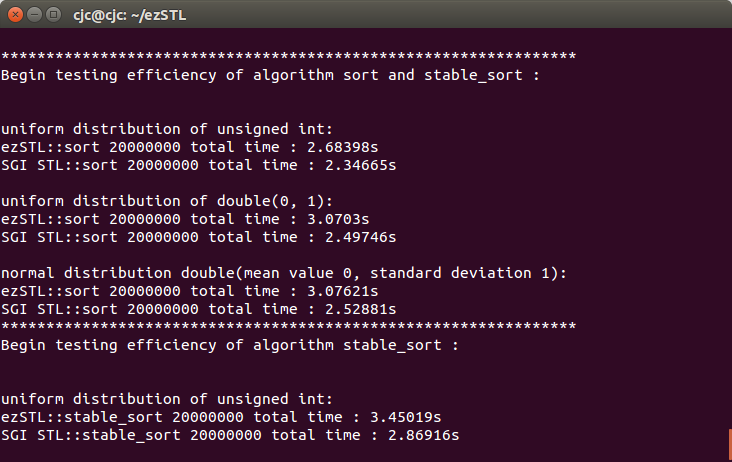 cjc@cjc: ~/ezSTL
****************************************************************
Begin testing efficiency of algorithm sort and stable_sort :
uniform distribution of unsigned int:
ezSTL::sort 20000000 total time : 2.68398s
SGI STL::sort 20000000 total time : 2.34665s
uniform distribution of double(0, 1):
ezSTL::sort 20000000 total time : 3.0703s
SGI STL::sort 20000000 total time : 2.49746s
normal distribution double(mean value 0, standard deviation 1):
ezSTL::sort 20000000 total time : 3.07621s
SGI STL::sort 20000000 total time : 2.52881s
****************************************************************
Begin testing efficiency of algorithm stable_sort :
uniform distribution of unsigned int:
ezSTL::stable_sort 20000000 total time : 3.45019s
SGI STL::stable_sort 20000000 total time : 2.86916s